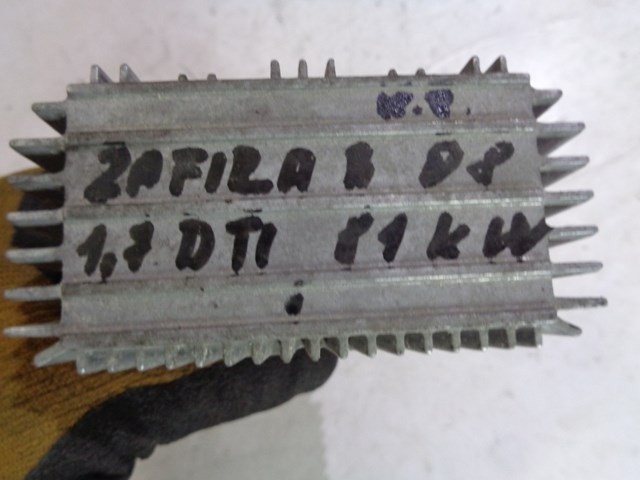 ZAFIRA B 08
1,7 DTI 81 KW